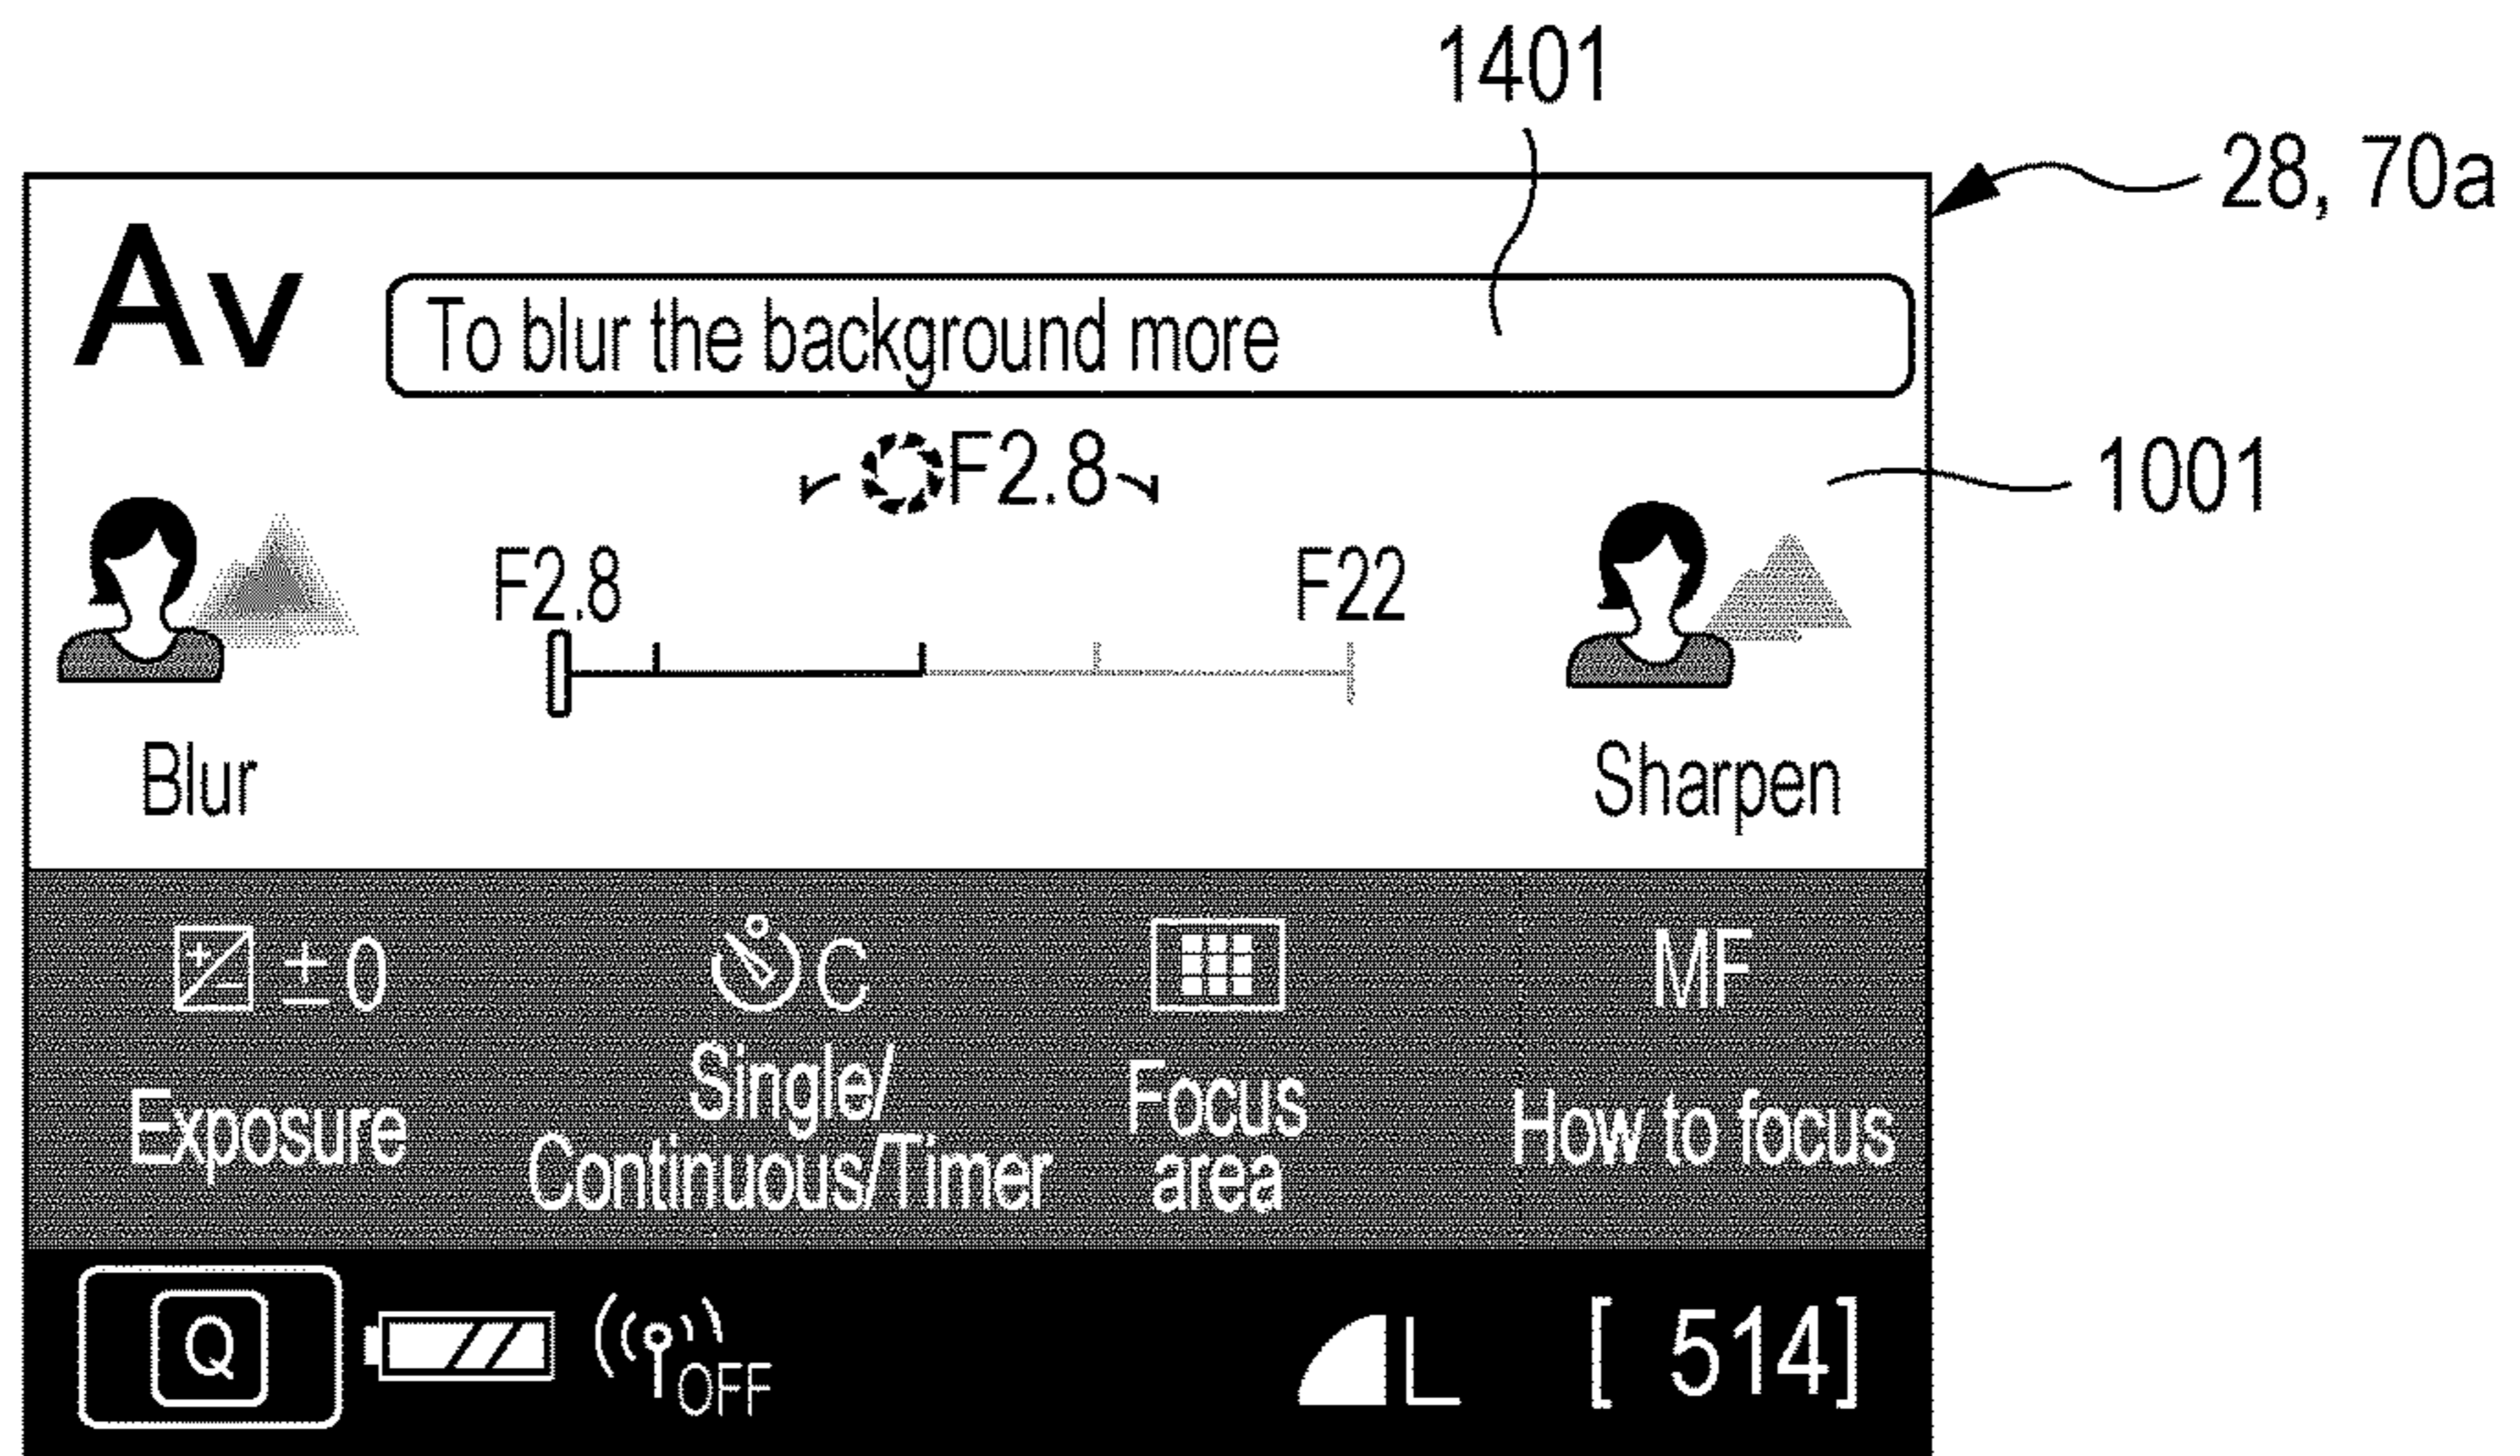 1401
28, 70a
Av
To blur the background more
F2.8
1001
F2.8 F22
Blur Sharpen
±0 C MF
Exposure Single/
Continuous/Timer Focus
area How to focus
Q OFF L [ 514]